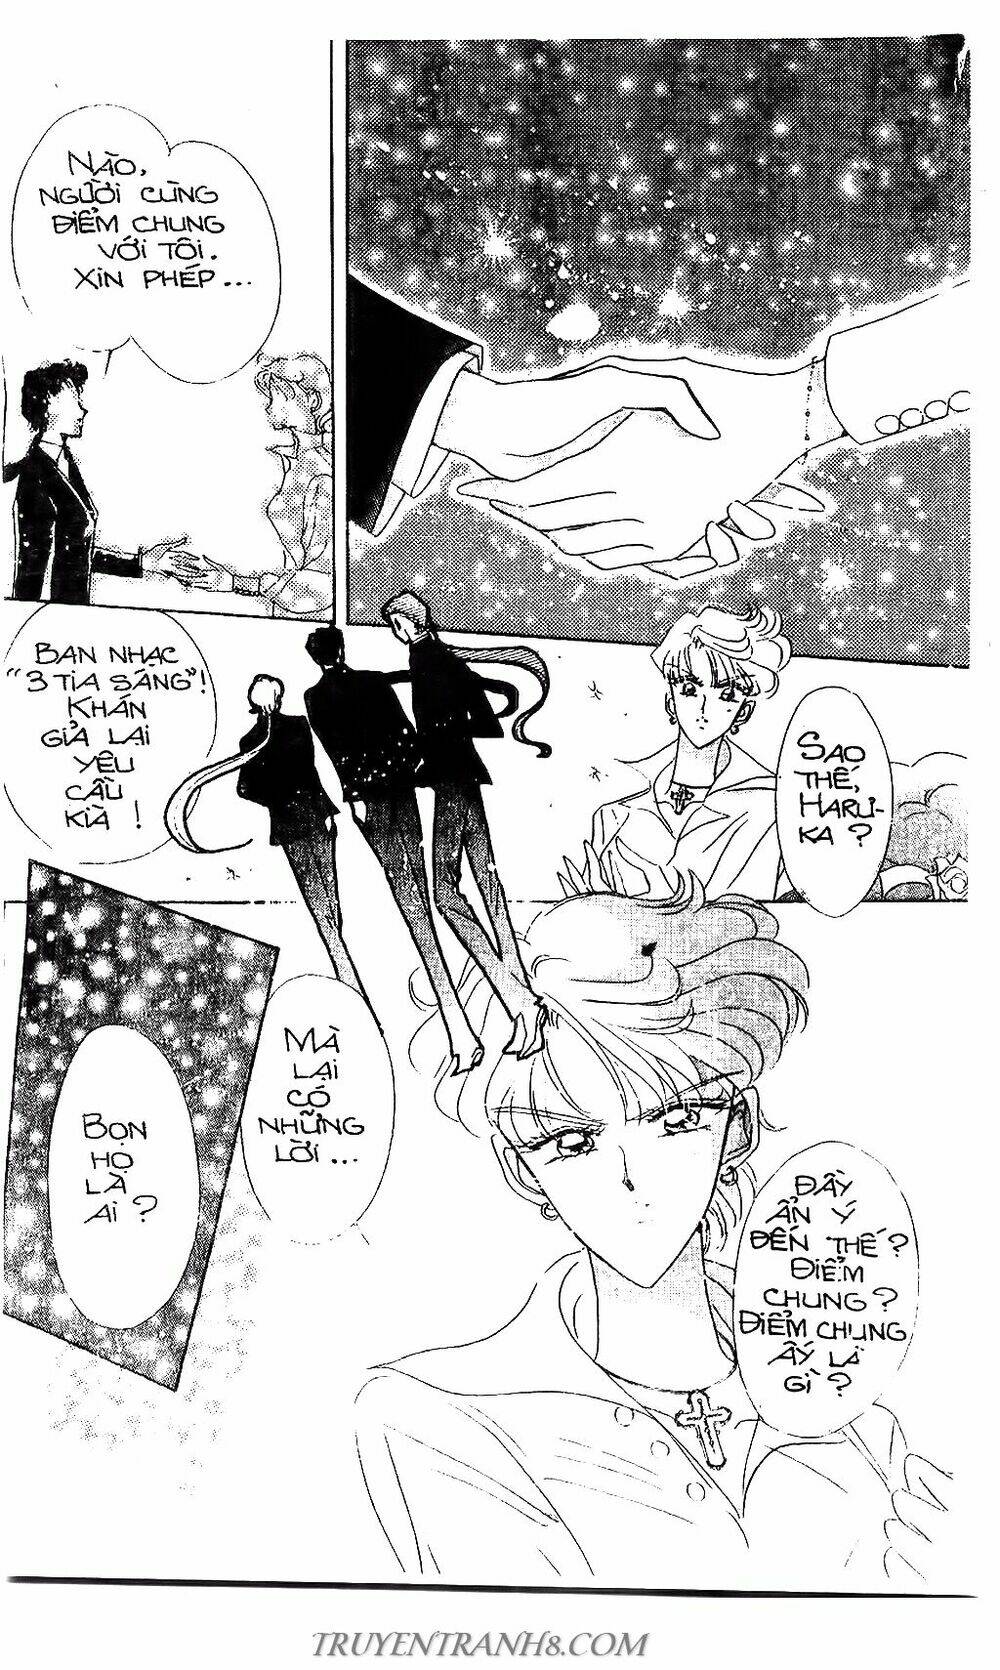 NÀO,
NGƯỜI CÙNG
ĐIỂM CHUNG
VỚI TÔI.
XIN PHÉP...
BAN NHẠC
"3 TIA SÁNG"!
KHÁN
GIẢ LẠI
YÊU
CẦU
KÌA!
SAO
THẾ,
HARU-
KA?
MÀ
LẠI
CÓ
NHỮNG
LỜI...
BỌN
HỌ
LÀ
AI?
ĐẦY
ẨN Ý
ĐẾN THẾ?
ĐIỂM
CHUNG?
ĐIỂM CHUNG
ẤY LÀ
GÌ?
TRUYENTRANH8.COM